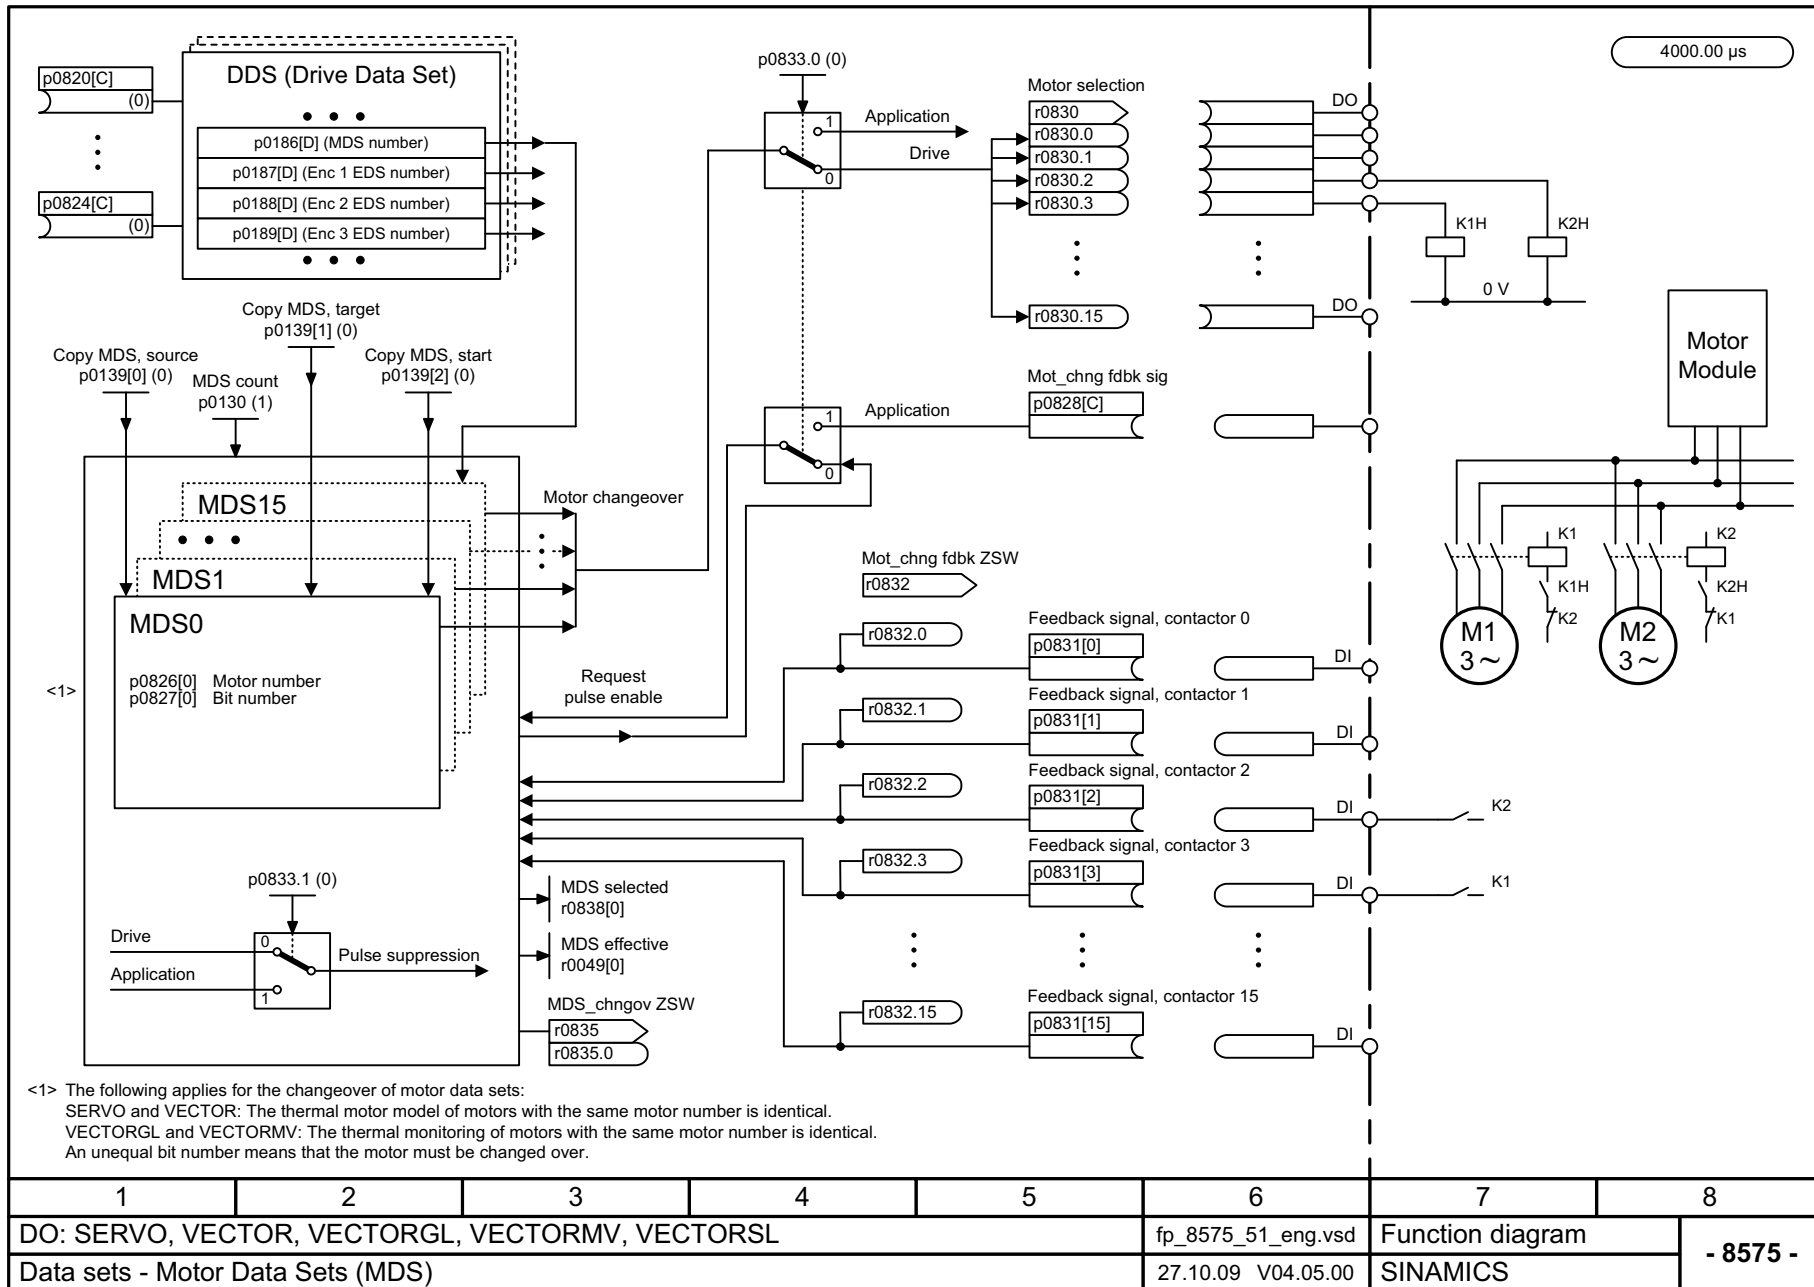 4000.00 µs
p0820[C]
(0)
p0824[C]
(0)
DDS (Drive Data Set)
p0186[D] (MDS number)
p0187[D] (Enc 1 EDS number)
p0188[D] (Enc 2 EDS number)
p0189[D] (Enc 3 EDS number)
p0833.0 (0)
1
0
Application
Drive
Motor selection
r0830
r0830.0
r0830.1
r0830.2
r0830.3
r0830.15
DO
DO
K1H
K2H
0 V
Motor
Module
Copy MDS, target
p0139[1] (0)
Copy MDS, source
p0139[0] (0)
MDS count
p0130 (1)
Copy MDS, start
p0139[2] (0)
1
0
Application
Mot_chng fdbk sig
p0828[C]
MDS15
MDS1
MDS0
p0826[0] Motor number
p0827[0] Bit number
<1>
Motor changeover
Request
pulse enable
Mot_chng fdbk ZSW
r0832
r0832.0
Feedback signal, contactor 0
p0831[0]
DI
r0832.1
Feedback signal, contactor 1
p0831[1]
DI
r0832.2
Feedback signal, contactor 2
p0831[2]
DI
K2
r0832.3
Feedback signal, contactor 3
p0831[3]
DI
K1
r0832.15
Feedback signal, contactor 15
p0831[15]
DI
K1
K1H
K2
M1
3~
K2
K2H
K1
M2
3~
p0833.1 (0)
Drive
Application
0
1
Pulse suppression
MDS selected
r0838[0]
MDS effective
r0049[0]
MDS_chngov ZSW
r0835
r0835.0
<1> The following applies for the changeover of motor data sets:
SERVO and VECTOR: The thermal motor model of motors with the same motor number is identical.
VECTORGL and VECTORMV: The thermal monitoring of motors with the same motor number is identical.
An unequal bit number means that the motor must be changed over.
1 2 3 4 5 6 7 8
DO: SERVO, VECTOR, VECTORGL, VECTORMV, VECTORSL
fp_8575_51_eng.vsd
Function diagram
- 8575 -
Data sets - Motor Data Sets (MDS)
27.10.09 V04.05.00
SINAMICS